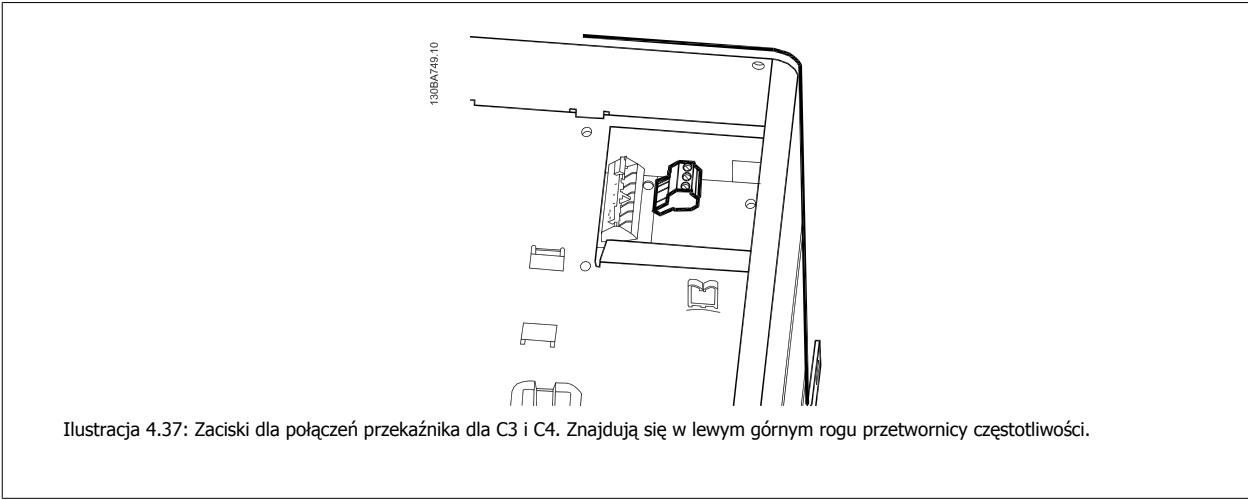 130BA749.10
Ilustracja 4.37: Zaciski dla połączeń przekaźnika dla C3 i C4. Znajdują się w lewym górnym rogu przetwornicy częstotliwości.